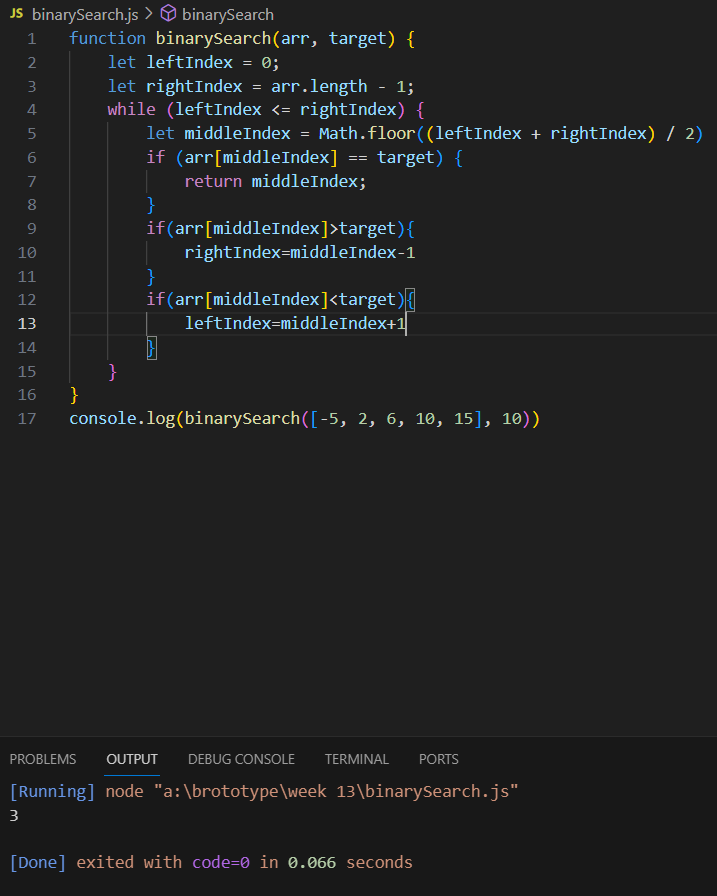 JS binarySearch.js > binarySearch
1 function binarySearch(arr, target) {
2     let leftIndex = 0;
3     let rightIndex = arr.length - 1;
4     while (leftIndex <= rightIndex) {
5         let middleIndex = Math.floor((leftIndex + rightIndex) / 2)
6         if (arr[middleIndex] == target) {
7             return middleIndex;
8         }
9         if(arr[middleIndex]>target){
10             rightIndex=middleIndex-1
11         }
12         if(arr[middleIndex]<target){
13             leftIndex=middleIndex+1
14         }
15     }
16 }
17 console.log(binarySearch([-5, 2, 6, 10, 15], 10))
PROBLEMS OUTPUT DEBUG CONSOLE TERMINAL PORTS
[Running] node "a:\brototype\week 13\binarySearch.js"
3
[Done] exited with code=0 in 0.066 seconds